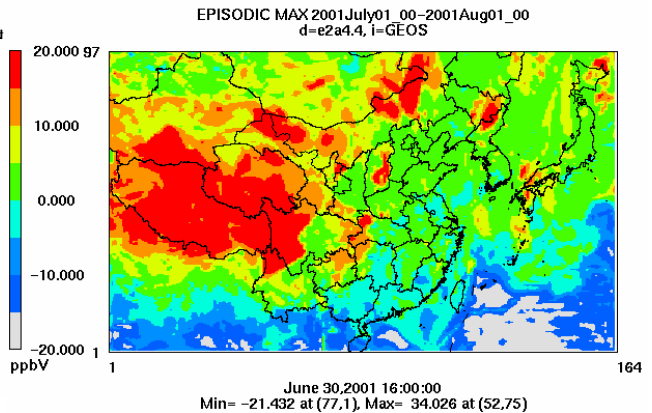 EPISODIC MAX 2001July01_00-2001Aug01_00
d=e2a4.4, i=GEOS
20.000 97
10.000
0.000
-10.000
-20.000 1
ppbV 1 164
June 30,2001 16:00:00
Min= -21.432 at (77,1), Max= 34.026 at (52,75)